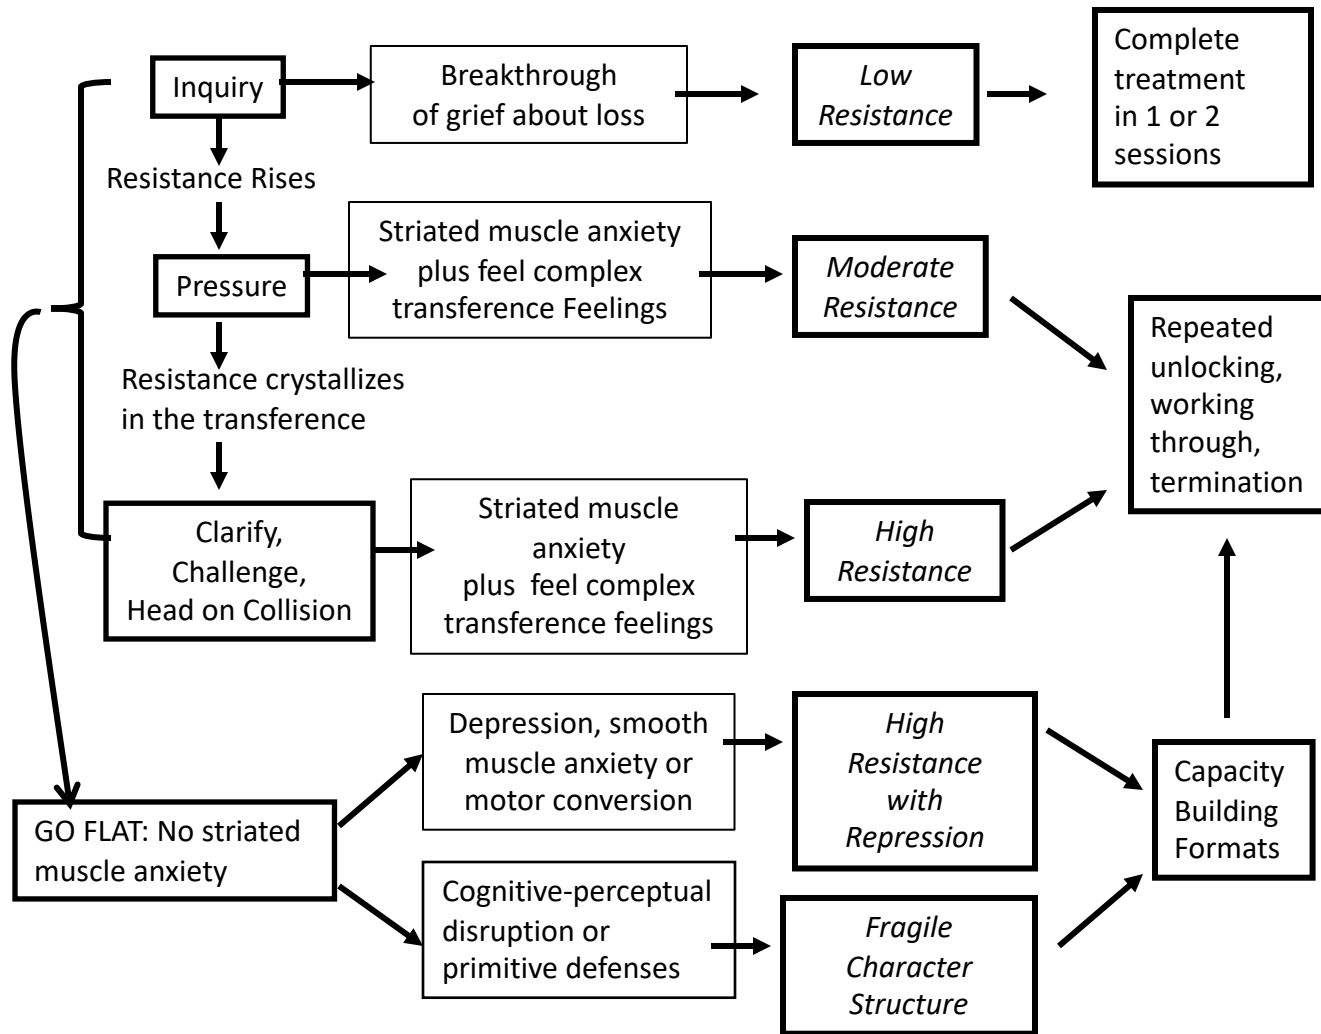 Inquiry
Breakthrough
of grief about loss
Low
Resistance
Complete
treatment
in 1 or 2
sessions
Resistance Rises
Pressure
Striated muscle anxiety
plus feel complex
transference Feelings
Moderate
Resistance
Repeated
unlocking,
working
through,
termination
Resistance crystallizes
in the transference
Clarify,
Challenge,
Head on Collision
Striated muscle
anxiety
plus feel complex
transference feelings
High
Resistance
GO FLAT: No striated
muscle anxiety
Depression, smooth
muscle anxiety or
motor conversion
High
Resistance
with
Repression
Capacity
Building
Formats
Cognitive-perceptual
disruption or
primitive defenses
Fragile
Character
Structure